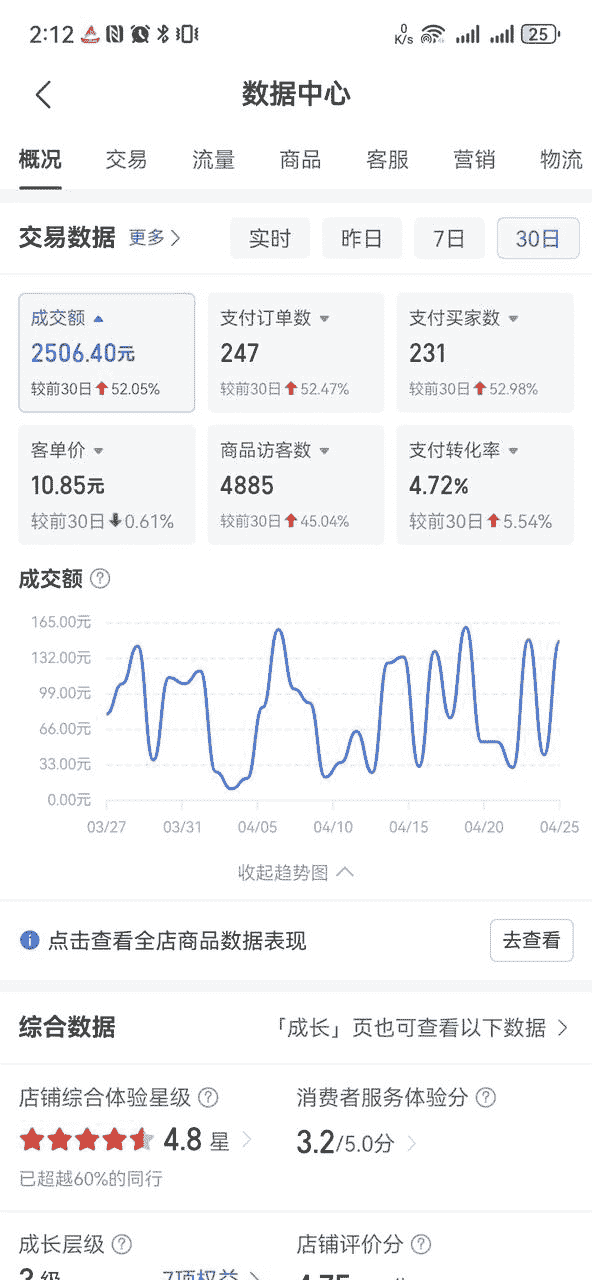 2:12 0 K/s 25
数据中心
概况 交易 流量 商品 客服 营销 物流
交易数据 更多 实时 昨日 7日 30日
成交额 支付订单数 支付买家数
2506.40元 247 231
较前30日 52.05% 较前30日 52.47% 较前30日 52.98%
客单价 商品访客数 支付转化率
10.85元 4885 4.72%
较前30日 0.61% 较前30日 45.04% 较前30日 5.54%
成交额
165.00元
132.00元
99.00元
66.00元
33.00元
0.00元
03/27 03/31 04/05 04/10 04/15 04/20 04/25
收起趋势图
点击查看全店商品数据表现 去查看
综合数据 「成长」页也可查看以下数据
店铺综合体验星级 消费者服务体验分
4.8 星 3.2/5.0分
已超越60%的同行
成长层级 店铺评价分
7项权益